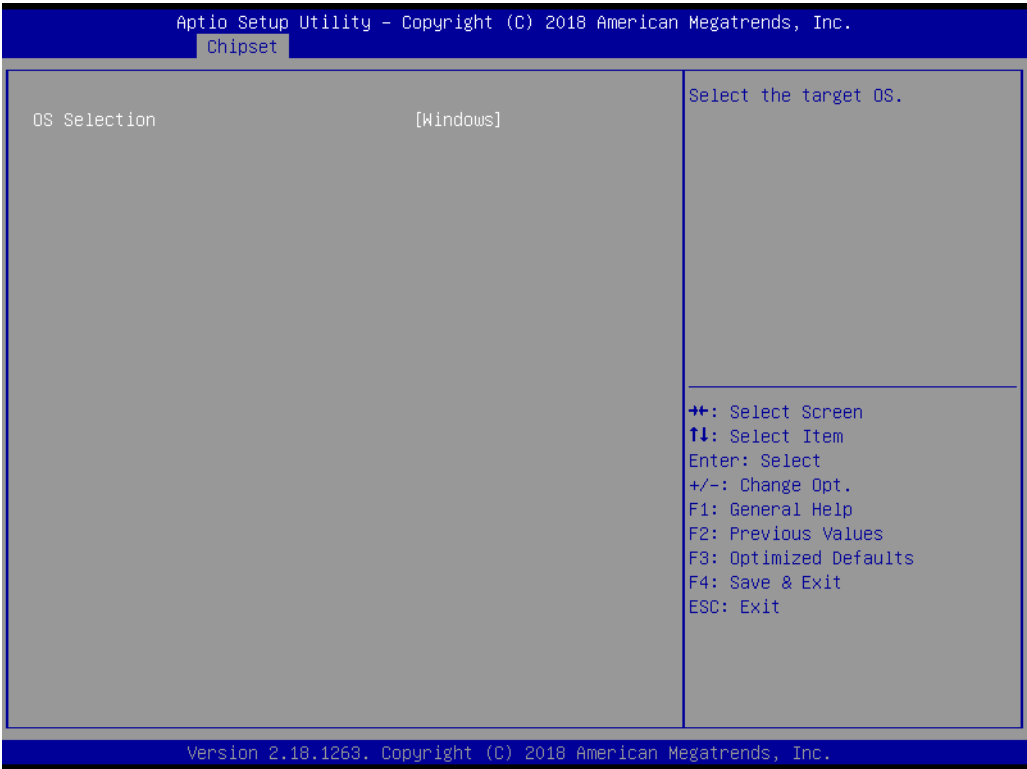 Aptio Setup Utility – Copyright (C) 2018 American Megatrends, Inc.
Chipset
OS Selection [Windows]
Select the target OS.
→←: Select Screen
↑↓: Select Item
Enter: Select
+/-: Change Opt.
F1: General Help
F2: Previous Values
F3: Optimized Defaults
F4: Save & Exit
ESC: Exit
Version 2.18.1263. Copyright (C) 2018 American Megatrends, Inc.